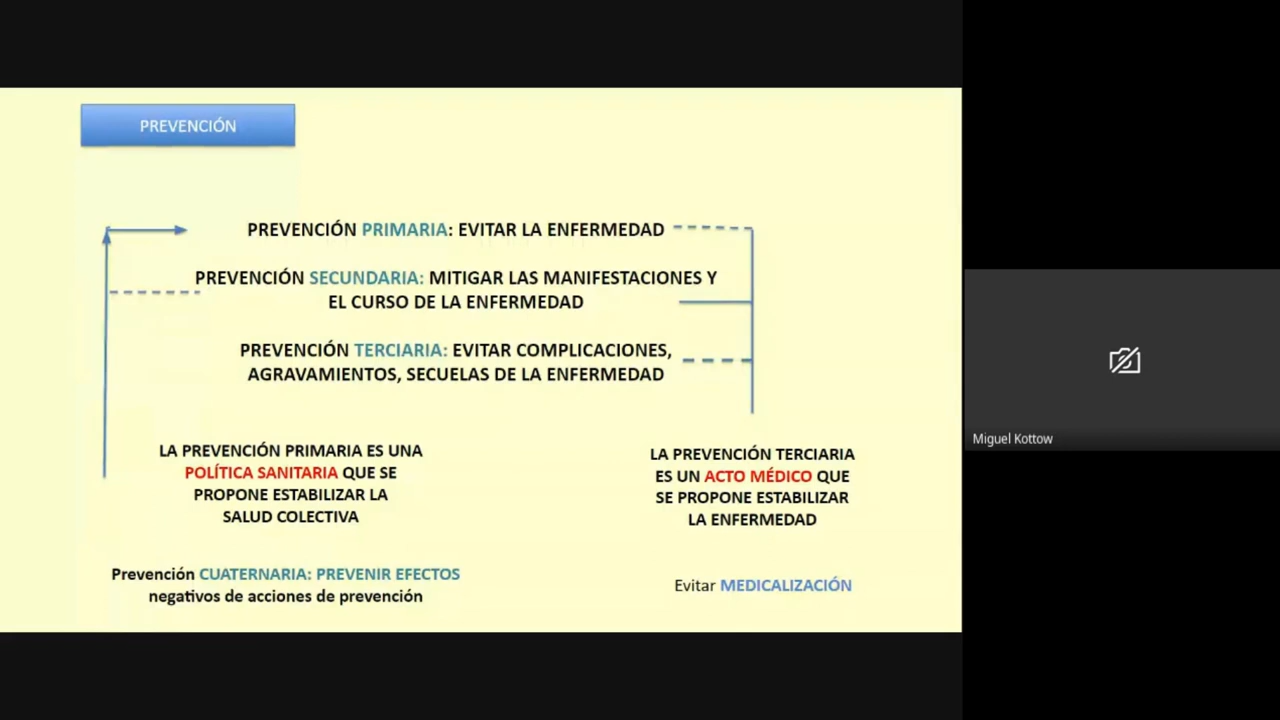 PREVENCIÓN
PREVENCIÓN PRIMARIA: EVITAR LA ENFERMEDAD
PREVENCIÓN SECUNDARIA: MITIGAR LAS MANIFESTACIONES Y
EL CURSO DE LA ENFERMEDAD
PREVENCIÓN TERCIARIA: EVITAR COMPLICACIONES,
AGRAVAMIENTOS, SECUELAS DE LA ENFERMEDAD
LA PREVENCIÓN PRIMARIA ES UNA
POLÍTICA SANITARIA QUE SE
PROPONE ESTABILIZAR LA
SALUD COLECTIVA
LA PREVENCIÓN TERCIARIA
ES UN ACTO MÉDICO QUE
SE PROPONE ESTABILIZAR
LA ENFERMEDAD
Prevención CUATERNARIA: PREVENIR EFECTOS
negativos de acciones de prevención
Evitar MEDICALIZACIÓN
Miguel Kottow